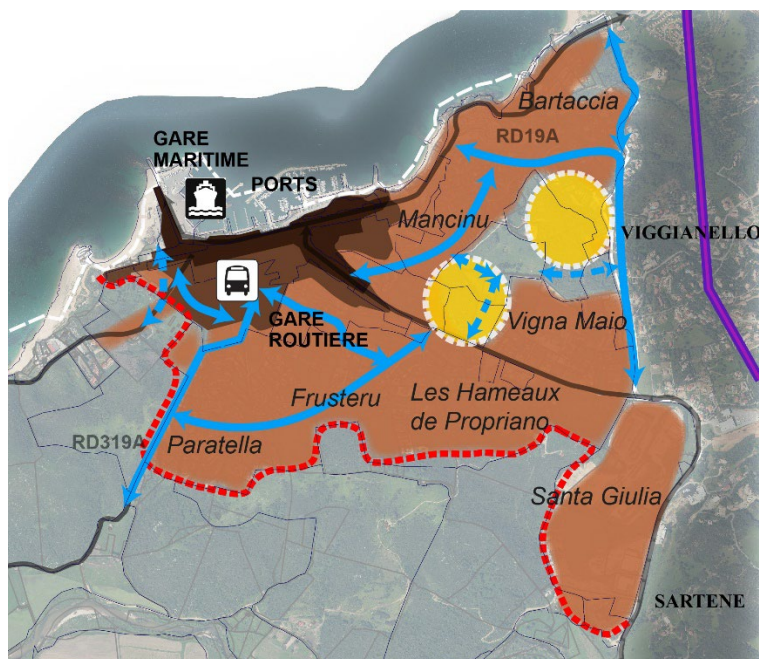 Bartaccia
RD19A
GARE
MARITIME
PORTS
Mancinu
VIGGIANELLO
Vigna Maio
GARE
ROUTIERE
Frusteru
Les Hameaux
de Propriano
RD319A
Paratella
Santa Giulia
SARTENE